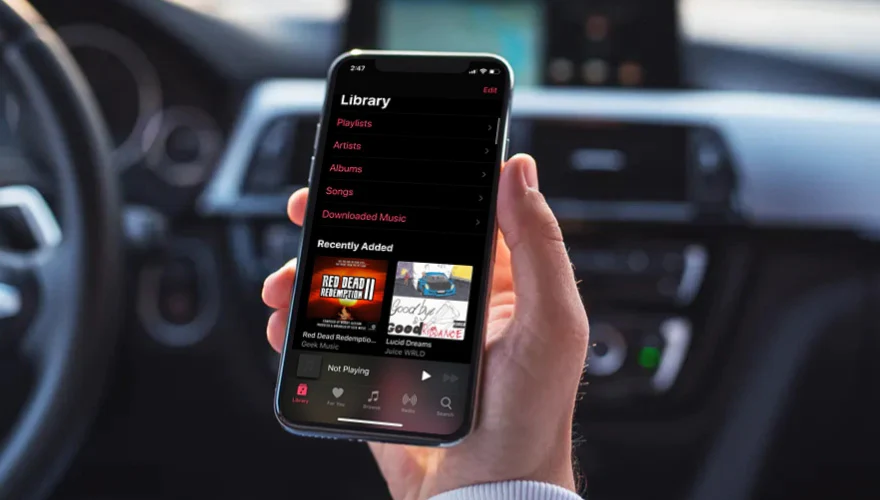 2:47
Edit
Library
Playlists
Artists
Albums
Songs
Downloaded Music
Recently Added
RED DEAD
REDEMPTION II
Goodbye &
GOOD RIDDANCE
Red Dead Redemptio...
Geek Music
Lucid Dreams
Juice WRLD
Not Playing
Library
For You
Browse
Radio
Search